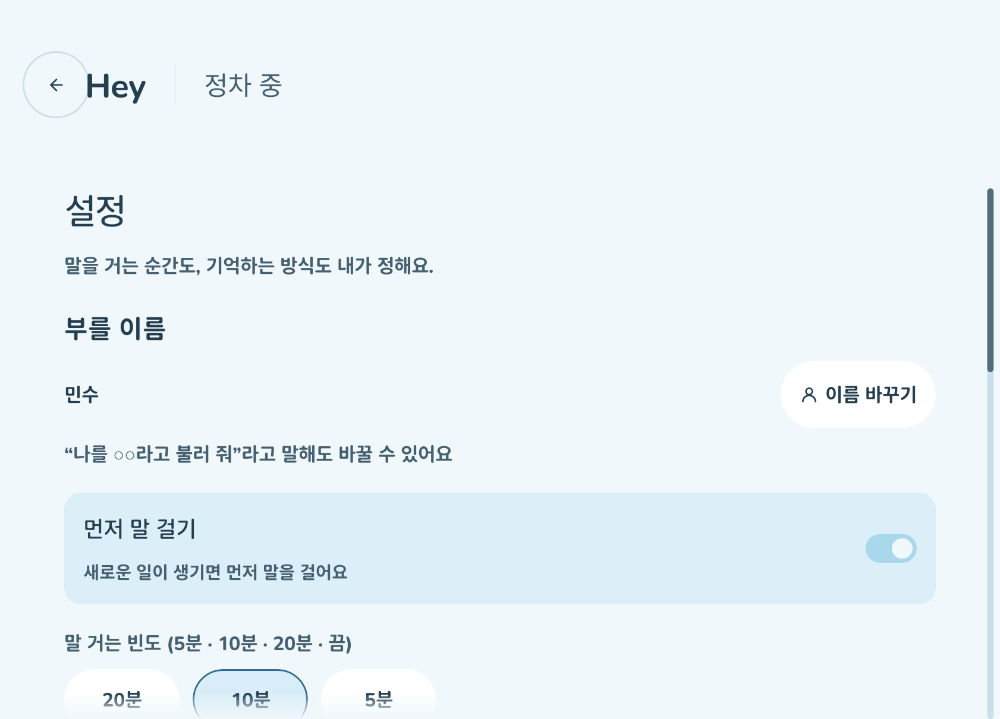 Hey
정차 중
설정
말을 거는 순간도, 기억하는 방식도 내가 정해요.
부를 이름
민수
이름 바꾸기
“나를 ○○라고 불러 줘”라고 말해도 바꿀 수 있어요
먼저 말 걸기
새로운 일이 생기면 먼저 말을 걸어요
말 거는 빈도 (5분 · 10분 · 20분 · 끔)
20분
10분
5분